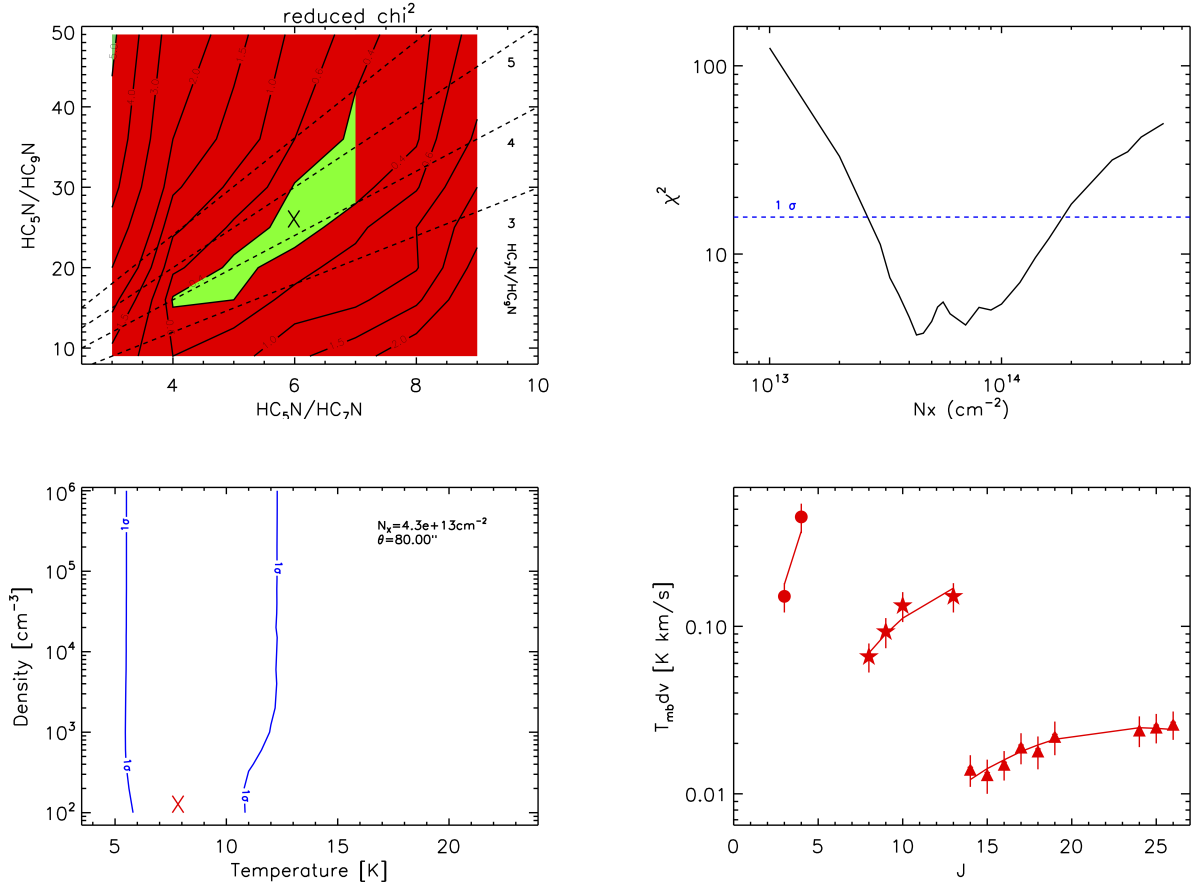 reduced chi²
50
40
30
20
10
HC₅N/HC₉N
4
6
8
10
HC₅N/HC₇N
5
4
3
HC₇N/HC₉N
100
10
χ²
1 σ
10¹³
10¹⁴
Nx (cm⁻²)
10⁶
10⁵
10⁴
10³
10²
Density [cm⁻³]
1σ
1σ
1σ
1σ
Nₓ=4.3e+13cm⁻²
θ=80.00"
5
10
15
20
Temperature [K]
0.10
0.01
T_mb dv [K km/s]
0
5
10
15
20
25
J